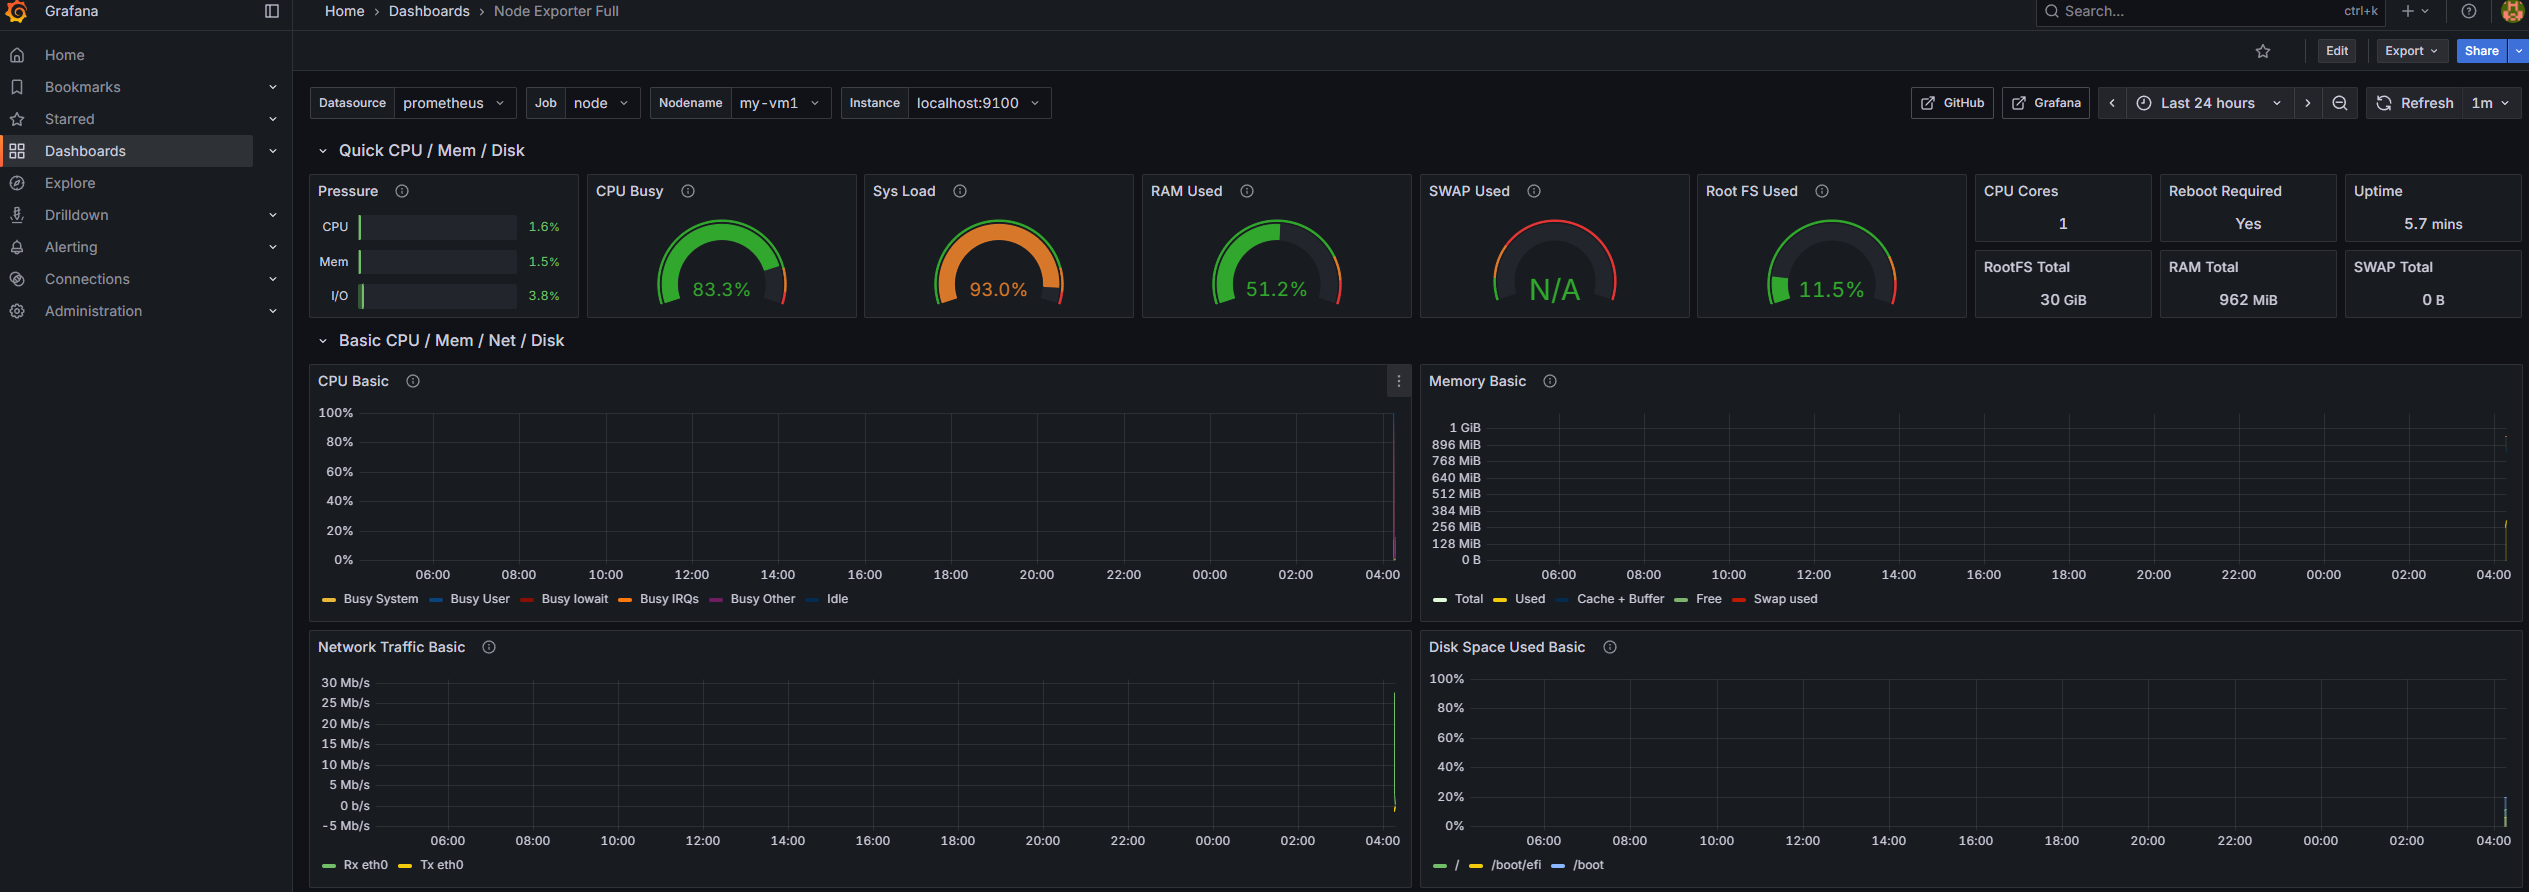 Grafana
Home › Dashboards › Node Exporter Full
Search... ctrl+k
Home
Bookmarks
Starred
Dashboards
Explore
Drilldown
Alerting
Connections
Administration
Edit Export Share
Datasource prometheus Job node Nodename my-vm1 Instance localhost:9100 GitHub Grafana Last 24 hours Refresh 1m
Quick CPU / Mem / Disk
Pressure
CPU 1.6%
Mem 1.5%
I/O 3.8%
CPU Busy
83.3%
Sys Load
93.0%
RAM Used
51.2%
SWAP Used
N/A
Root FS Used
11.5%
CPU Cores
1
Reboot Required
Yes
Uptime
5.7 mins
RootFS Total
30 GiB
RAM Total
962 MiB
SWAP Total
0 B
Basic CPU / Mem / Net / Disk
CPU Basic
100%
80%
60%
40%
20%
0%
06:00 08:00 10:00 12:00 14:00 16:00 18:00 20:00 22:00 00:00 02:00 04:00
Busy System Busy User Busy Iowait Busy IRQs Busy Other Idle
Memory Basic
1 GiB
896 MiB
768 MiB
640 MiB
512 MiB
384 MiB
256 MiB
128 MiB
0 B
06:00 08:00 10:00 12:00 14:00 16:00 18:00 20:00 22:00 00:00 02:00 04:00
Total Used Cache + Buffer Free Swap used
Network Traffic Basic
30 Mb/s
25 Mb/s
20 Mb/s
15 Mb/s
10 Mb/s
5 Mb/s
0 b/s
-5 Mb/s
06:00 08:00 10:00 12:00 14:00 16:00 18:00 20:00 22:00 00:00 02:00 04:00
Rx eth0 Tx eth0
Disk Space Used Basic
100%
80%
60%
40%
20%
0%
06:00 08:00 10:00 12:00 14:00 16:00 18:00 20:00 22:00 00:00 02:00 04:00
/ /boot/efi /boot